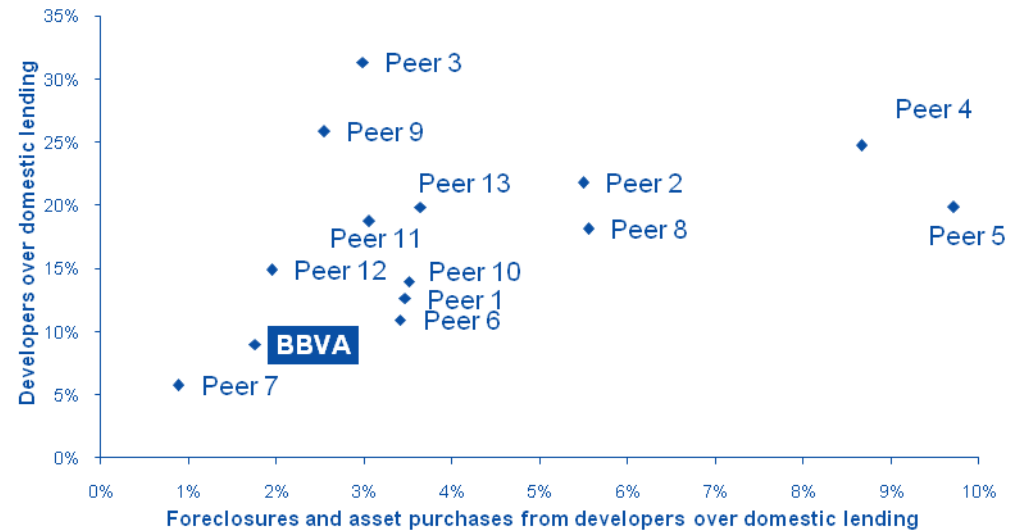 35%
30%
25%
20%
15%
10%
5%
0%
Developers over domestic lending
Peer 3
Peer 4
Peer 9
Peer 13
Peer 2
Peer 11
Peer 8
Peer 5
Peer 12
Peer 10
Peer 1
Peer 6
BBVA
Peer 7
0% 1% 2% 3% 4% 5% 6% 7% 8% 9% 10%
Foreclosures and asset purchases from developers over domestic lending